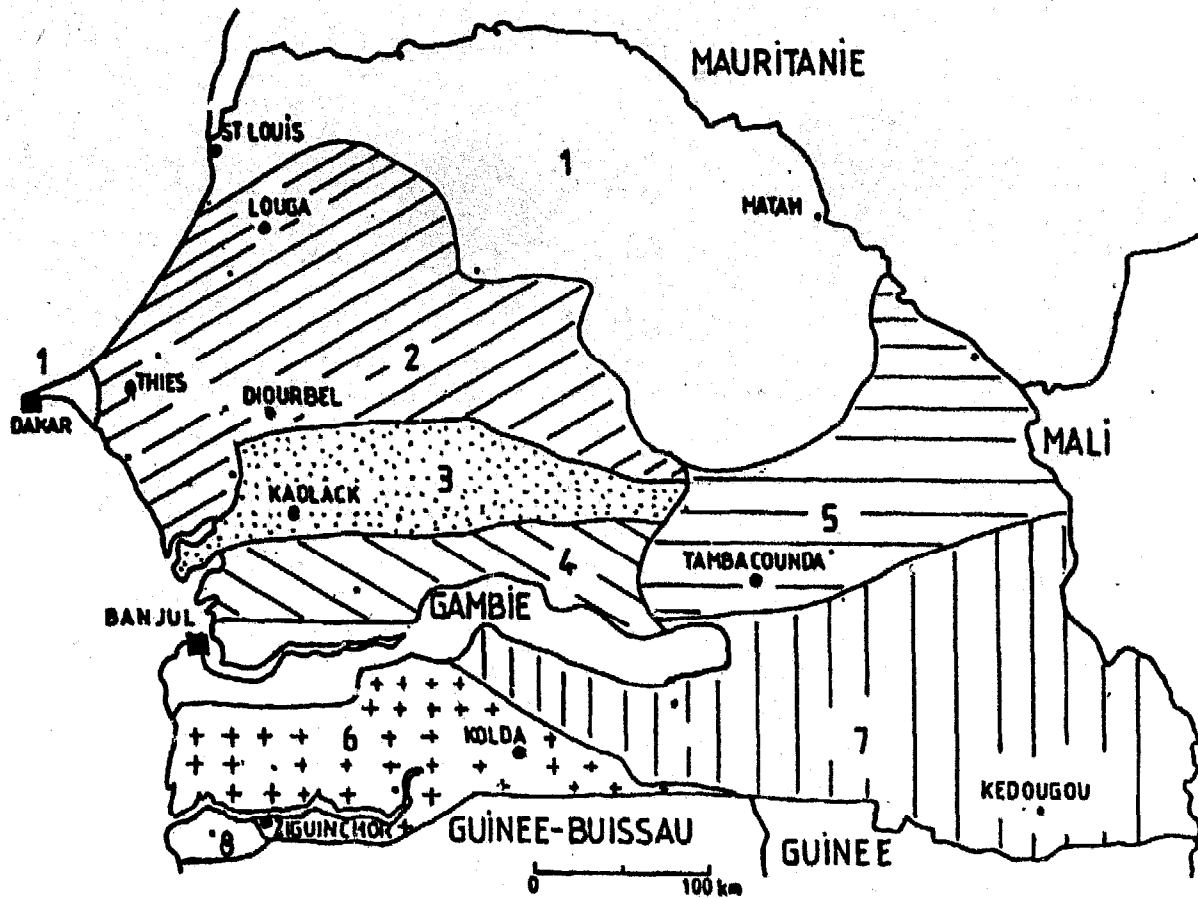 MAURITANIE
ST LOUIS
1
LOUGA
MATAM
1
2
THIES
DIOURBEL
DAKAR
MALI
3
KAOLACK
5
4
TAMBACOUNDA
GAMBIE
BANJUL
6
KOLDA
7
KEDOUGOU
ZIGUINCHOR
8
GUINEE-BUISSAU
GUINEE
0
100 km